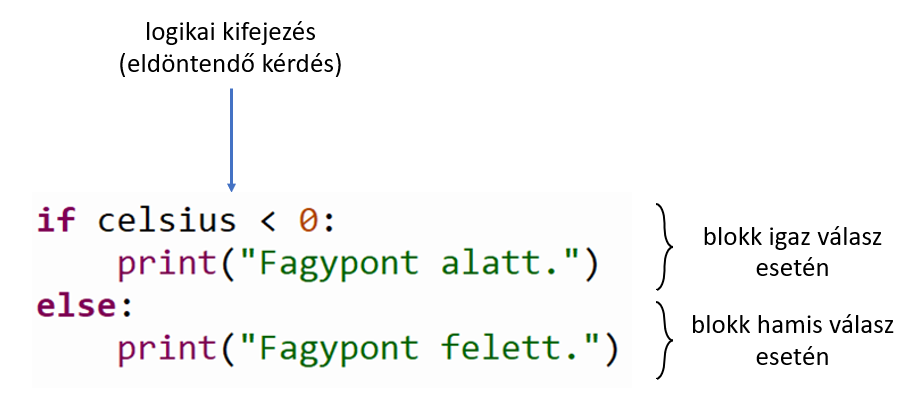 logikai kifejezés
(eldöntendő kérdés)
if celsius < 0:
    print("Fagypont alatt.")
else:
    print("Fagypont felett.")
blokk igaz válasz
esetén
blokk hamis válasz
esetén